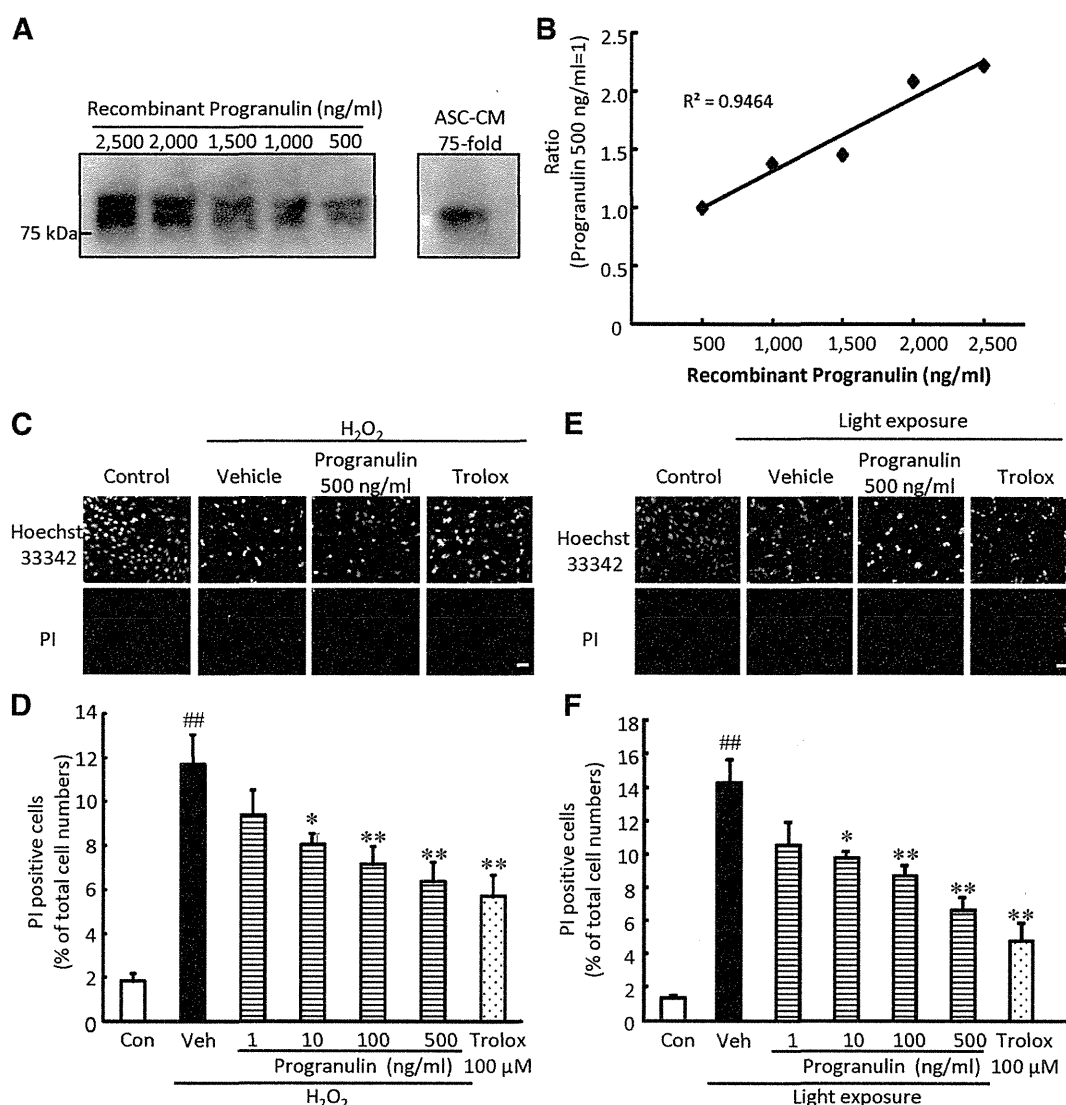 A
Recombinant Progranulin (ng/ml)
2,500 2,000 1,500 1,000 500
ASC-CM
75-fold
75 kDa
B
Ratio
(Progranulin 500 ng/ml=1)
2.5
2.0
1.5
1.0
0.5
0
R² = 0.9464
500 1,000 1,500 2,000 2,500
Recombinant Progranulin (ng/ml)
C
H₂O₂
Control Vehicle Progranulin
500 ng/ml Trolox
Hoechst
33342
PI
E
Light exposure
Control Vehicle Progranulin
500 ng/ml Trolox
Hoechst
33342
PI
D
PI positive cells
(% of total cell numbers)
14
12
10
8
6
4
2
0
##
*
**
**
**
Con Veh 1 10 100 500 Trolox
Progranulin (ng/ml) 100 μM
H₂O₂
F
PI positive cells
(% of total cell numbers)
18
16
14
12
10
8
6
4
2
0
##
*
**
**
**
Con Veh 1 10 100 500 Trolox
Progranulin (ng/ml) 100 μM
Light exposure